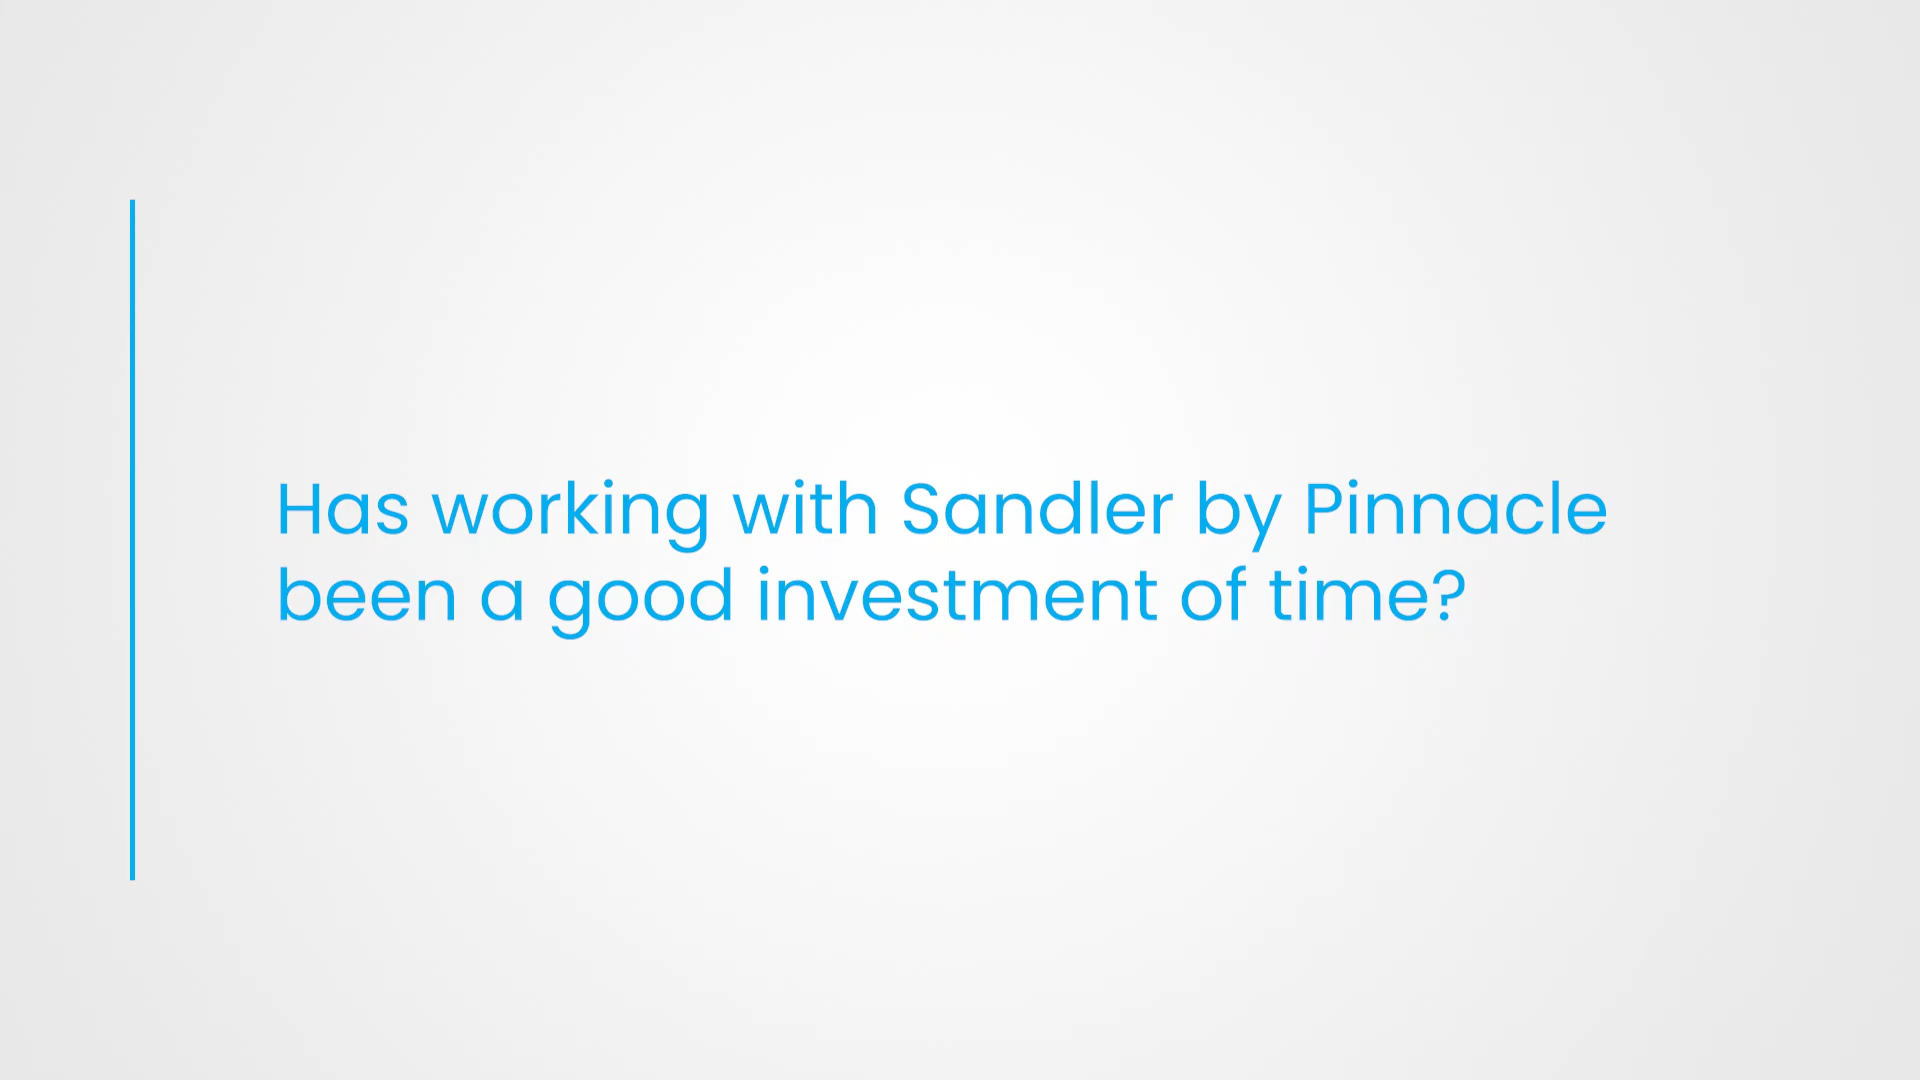 Has working with Sandler by Pinnacle
been a good investment of time?